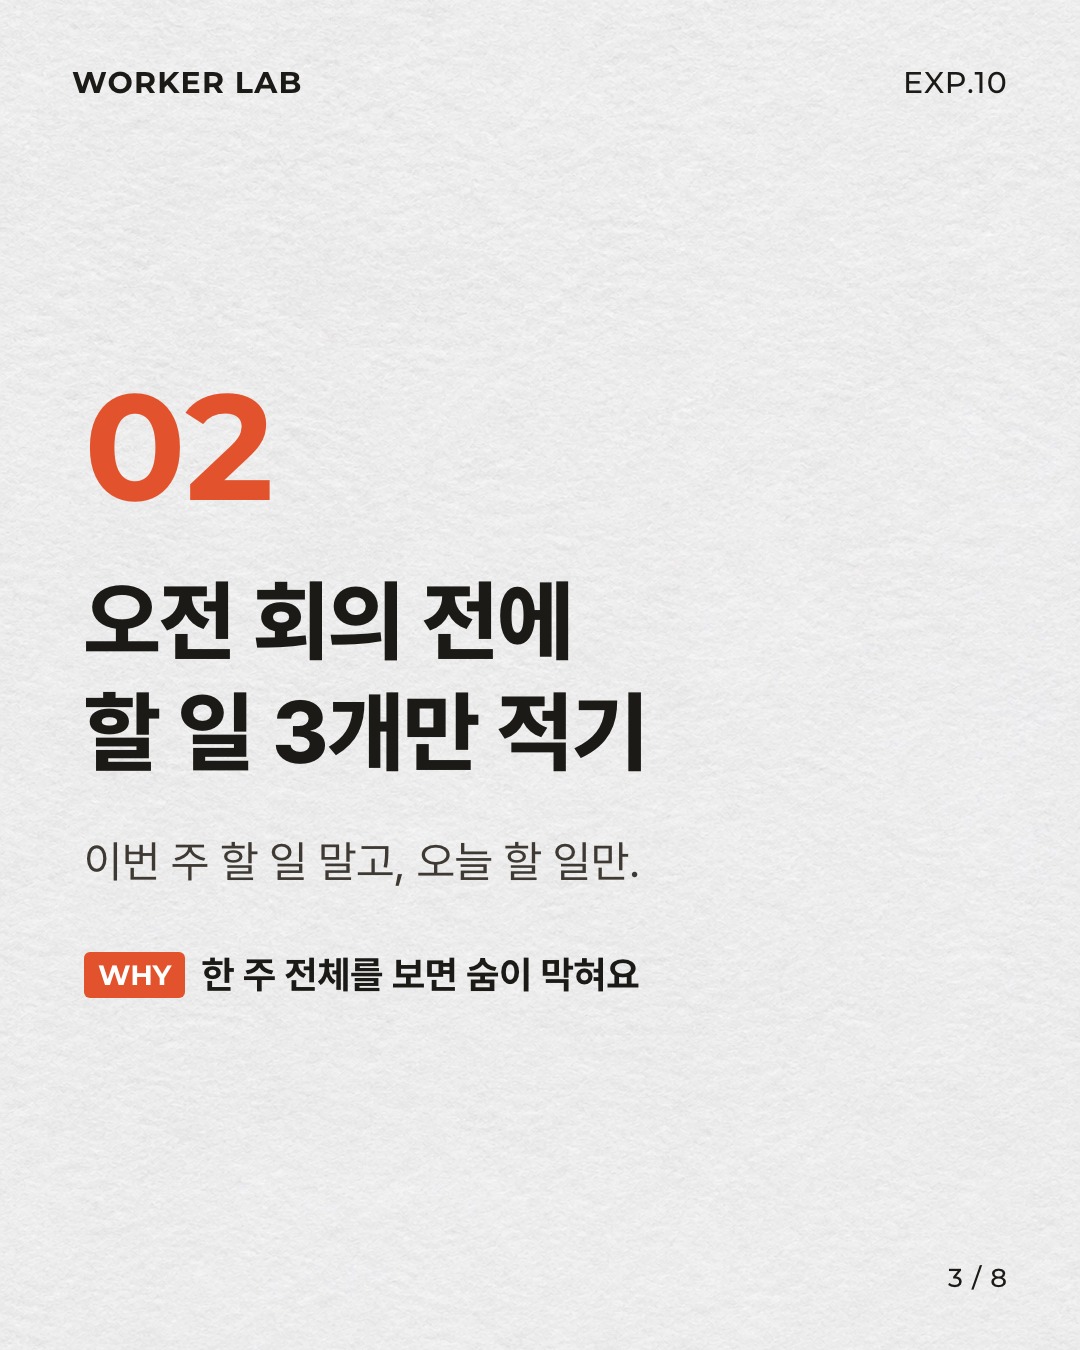 WORKER LAB
EXP.10
02
오전 회의 전에
할 일 3개만 적기
이번 주 할 일 말고, 오늘 할 일만.
WHY 한 주 전체를 보면 숨이 막혀요
3 / 8